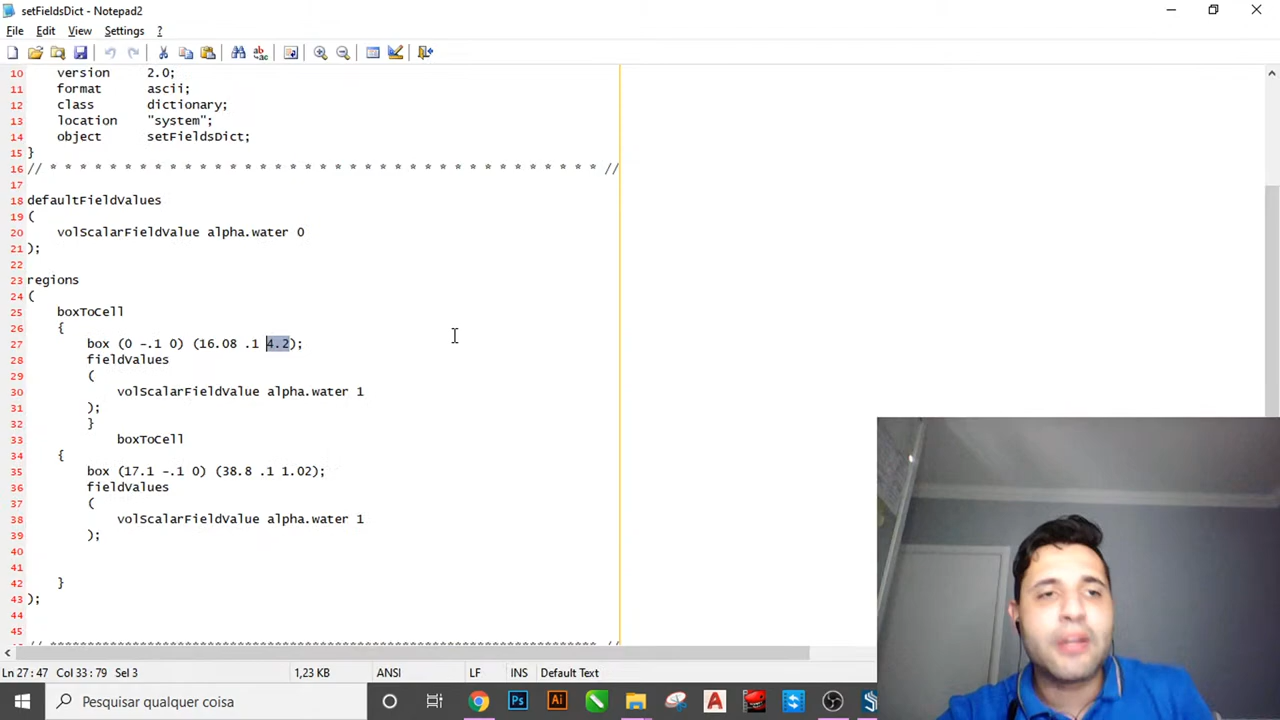 setFieldsDict - Notepad2
File Edit View Settings ?
10 version 2.0;
11 format ascii;
12 class dictionary;
13 location "system";
14 object setFieldsDict;
15 }
16 // * * * * * * * * * * * * * * * * * * * * * * * * * * * * * * * * * * * * * //
17
18 defaultFieldValues
19 (
20 volScalarFieldValue alpha.water 0
21 );
22
23 regions
24 (
25 boxToCell
26 {
27 box (0 -.1 0) (16.08 .1 4.2);
28 fieldValues
29 (
30 volScalarFieldValue alpha.water 1
31 );
32 }
33 boxToCell
34 {
35 box (17.1 -.1 0) (38.8 .1 1.02);
36 fieldValues
37 (
38 volScalarFieldValue alpha.water 1
39 );
40
41
42 }
43 );
44
45
Ln 27 : 47 Col 33 : 79 Sel 3 1,23 KB ANSI LF INS Default Text
Pesquisar qualquer coisa